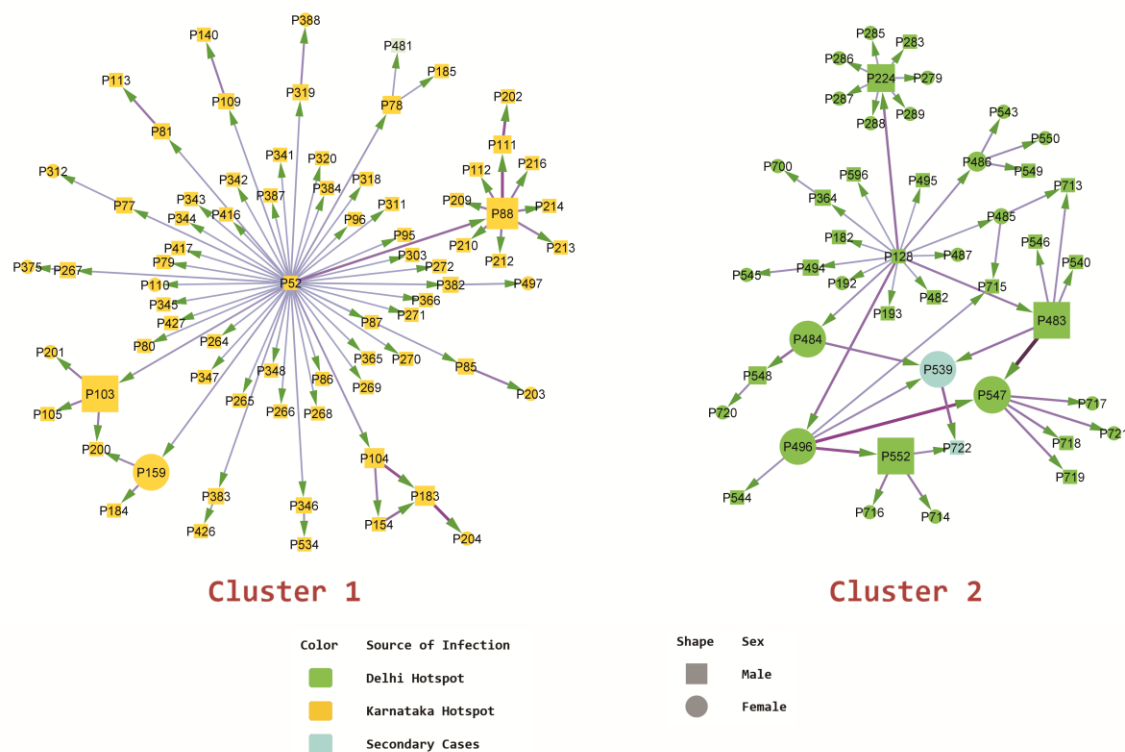 P388
P140
P481
P185
P113
P109
P319
P78
P202
P81
P111
P341
P320
P112
P216
P312
P342
P318
P384
P209
P88
P214
P343
P387
P311
P77
P344
P416
P96
P210
P213
P95
P212
P417
P303
P375
P267
P79
P272
P110
P52
P382
P497
P345
P366
P271
P427
P87
P80
P264
P201
P365
P270
P85
P348
P347
P86
P103
P269
P203
P265
P105
P266
P268
P200
P104
P159
P383
P183
P184
P346
P426
P154
P204
P534
Cluster 1
P285
P283
P286
P224
P279
P287
P288
P289
P543
P550
P700
P486
P596
P549
P495
P713
P364
P485
P182
P546
P128
P487
P540
P494
P545
P192
P715
P482
P193
P483
P484
P548
P539
P547
P717
P720
P721
P496
P718
P722
P552
P719
P544
P716
P714
Cluster 2
Color Source of Infection
Delhi Hotspot
Karnataka Hotspot
Secondary Cases
Shape Sex
Male
Female